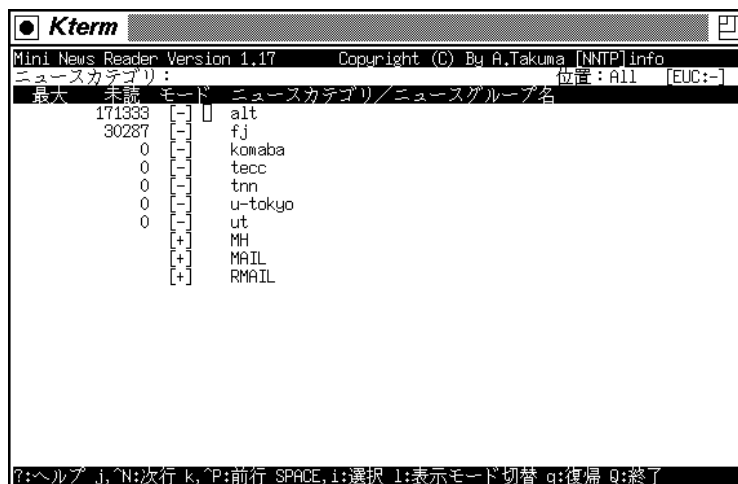 Kterm
Mini News Reader Version 1.17 Copyright (C) By A.Takuma [NNTP]info
ニュースカテゴリ： 位置：All [EUC:-]
最大 未読 モード ニュースカテゴリ／ニュースグループ名
171333 [-] alt
30287 [-] fj
0 [-] komaba
0 [-] tecc
0 [-] tnn
0 [-] u-tokyo
0 [-] ut
[+] MH
[+] MAIL
[+] RMAIL
?:ヘルプ j,^N:次行 k,^P:前行 SPACE,i:選択 l:表示モード切替 q:復帰 Q:終了